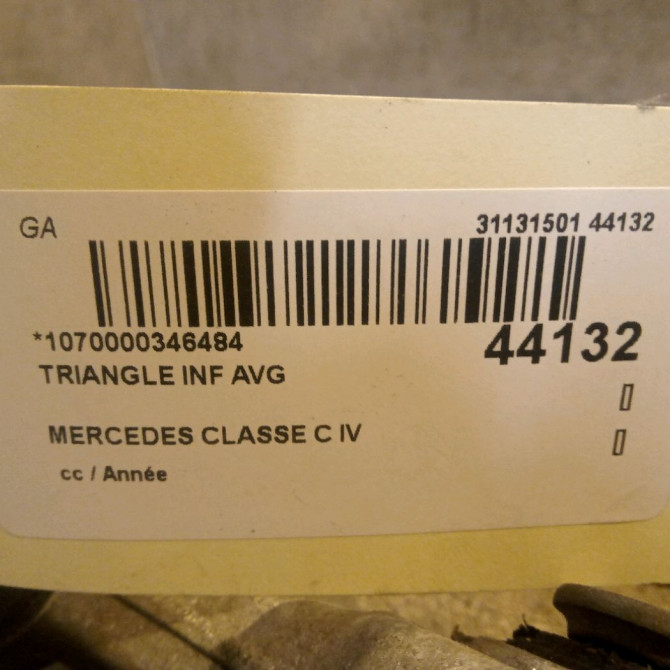 GA 31131501 44132
*1070000346484 44132
TRIANGLE INF AVG
MERCEDES CLASSE C IV
cc / Année